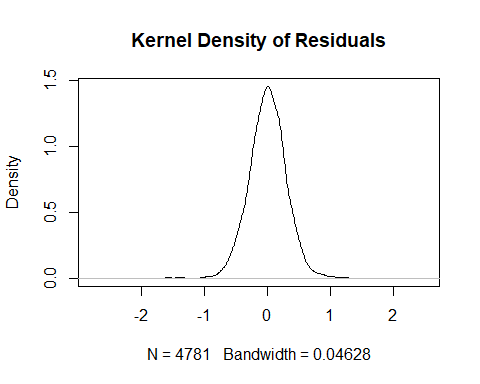 Kernel Density of Residuals
Density
0.0 0.5 1.0 1.5
-2 -1 0 1 2
N = 4781 Bandwidth = 0.04628